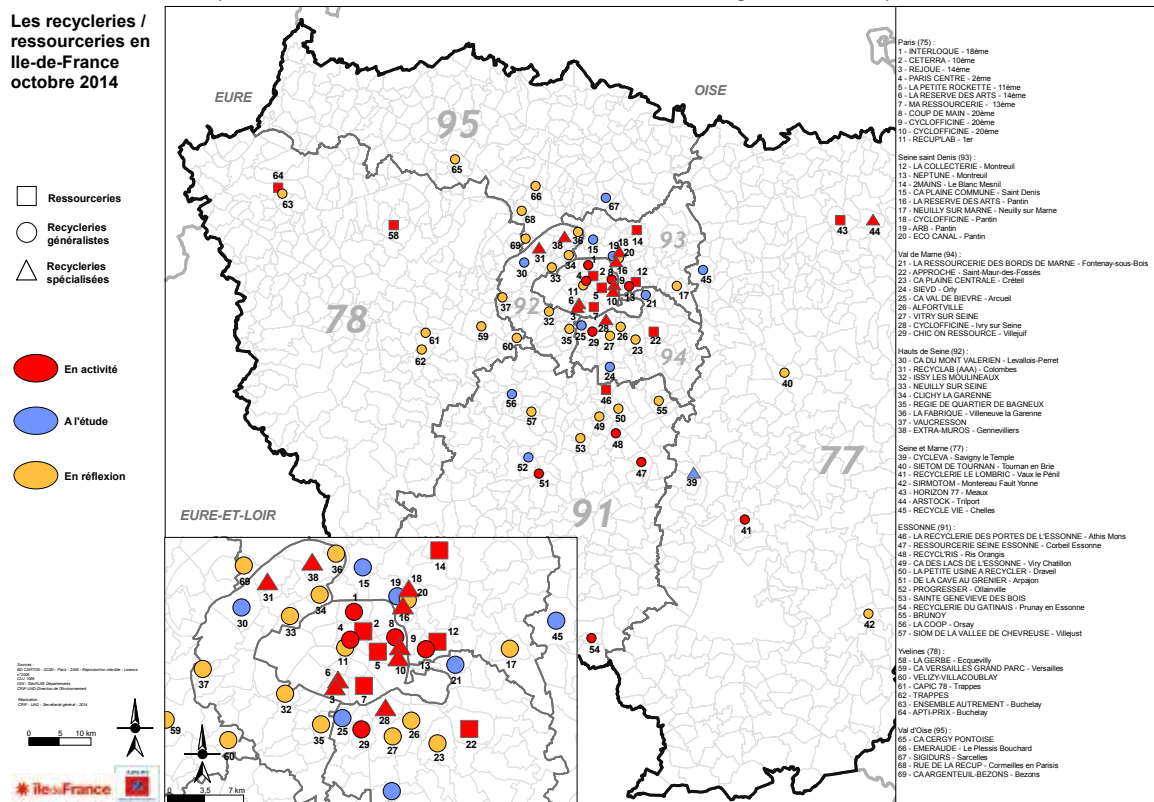 Les recycleries /
ressourceries en
Ile-de-France
octobre 2014
Ressourceries
Recycleries
généralistes
Recycleries
spécialisées
En activité
A l'étude
En réflexion
EURE
OISE
EURE-ET-LOIR
95
78
92
93
94
91
77
Paris (75) :
1 - INTERLOQUE - 18ème
2 - CETERRA - 10ème
3 - REJOUE - 14ème
4 - PARIS CENTRE - 2ème
5 - LA PETITE ROCKETTE - 11ème
6 - LA RESERVE DES ARTS - 14ème
7 - MA RESSOURCERIE - 13ème
8 - COUP DE MAIN - 20ème
9 - CYCLOFFICINE - 20ème
10 - CYCLOFFICINE - 20ème
11 - RECUP'LAB - 1er
Seine saint Denis (93) :
12 - LA COLLECTERIE - Montreuil
13 - NEPTUNE - Montreuil
14 - 2MAINS - Le Blanc Mesnil
15 - CA PLAINE COMMUNE - Saint Denis
16 - LA RESERVE DES ARTS - Pantin
17 - NEUILLY SUR MARNE - Neuilly sur Marne
18 - CYCLOFFICINE - Pantin
19 - ARB - Pantin
20 - ECO CANAL - Pantin
Val de Marne (94) :
21 - LA RESSOURCERIE DES BORDS DE MARNE - Fontenay-sous-Bois
22 - APPROCHE - Saint-Maur-des-Fossés
23 - CA PLAINE CENTRALE - Créteil
24 - SIEVD - Orly
25 - CA VAL DE BIEVRE - Arcueil
26 - ALFORTVILLE
27 - VITRY SUR SEINE
28 - CYCLOFFICINE - Ivry sur Seine
29 - CHIC ON RESSOURCE - Villejuif
Hauts de Seine (92) :
30 - CA DU MONT VALERIEN - Levallois-Perret
31 - RECYCLAB (AAA) - Colombes
32 - ISSY LES MOULINEAUX
33 - NEUILLY SUR SEINE
34 - CLICHY LA GARENNE
35 - REGIE DE QUARTIER DE BAGNEUX
36 - LA FABRIQUE - Villeneuve la Garenne
37 - VAUCRESSON
38 - EXTRA-MUROS - Gennevilliers
Seine et Marne (77) :
39 - CYCLEVA - Savigny le Temple
40 - SIETOM DE TOURNAN - Tournan en Brie
41 - RECYCLERIE LE LOMBRIC - Vaux le Pénil
42 - SIRMOTOM - Montereau Fault Yonne
43 - HORIZON 77 - Meaux
44 - ARSTOCK - Trilport
45 - RECYCLE VIE - Chelles
ESSONNE (91) :
46 - LA RECYCLERIE DES PORTES DE L'ESSONNE - Athis Mons
47 - RESSOURCERIE SEINE ESSONNE - Corbeil Essonne
48 - RECYCL'RIS - Ris Orangis
49 - CA DES LACS DE L'ESSONNE - Viry Chatillon
50 - LA PETITE USINE A RECYCLER - Draveil
51 - DE LA CAVE AU GRENIER - Arpajon
52 - PROGRESSER - Ollainville
53 - SAINTE GENEVIEVE DES BOIS
54 - RECYCLERIE DU GATINAIS - Prunay en Essonne
55 - BRUNOY
56 - LA COOP - Orsay
57 - SIOM DE LA VALLEE DE CHEVREUSE - Villejust
Yvelines (78) :
58 - LA GERBE - Ecquevilly
59 - CA VERSAILLES GRAND PARC - Versailles
60 - VELIZY-VILLACOUBLAY
61 - CAPIC 78 - Trappes
62 - TRAPPES
63 - ENSEMBLE AUTREMENT - Buchelay
64 - APTI-PRIX - Buchelay
Val d'Oise (95) :
65 - CA CERGY PONTOISE
66 - EMERAUDE - Le Plessis Bouchard
67 - SIGIDURS - Sarcelles
68 - RUE DE LA RECUP - Cormeilles en Parisis
69 - CA ARGENTEUIL-BEZONS - Bezons
0 5 10 km
0 3,5 7 km
île de France